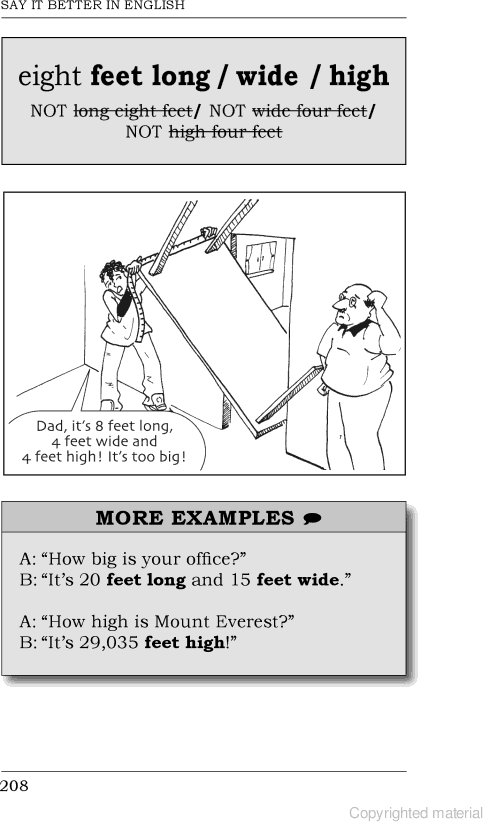 SAY IT BETTER IN ENGLISH
eight feet long / wide / high
NOT long eight feet/ NOT wide four feet/
NOT high four feet
Dad, it's 8 feet long,
4 feet wide and
4 feet high! It's too big!
MORE EXAMPLES
A: “How big is your office?”
B: “It’s 20 feet long and 15 feet wide.”
A: “How high is Mount Everest?”
B: “It’s 29,035 feet high!”
208
Copyrighted material